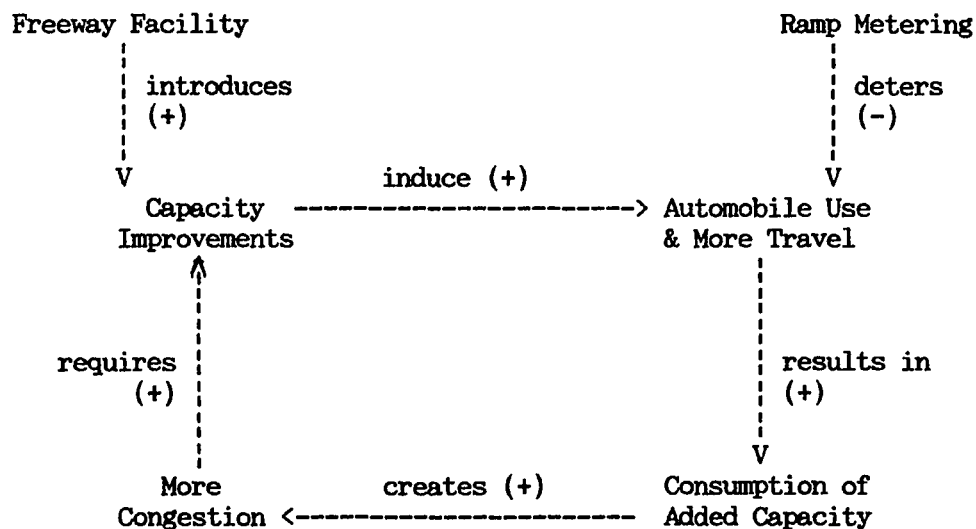 Freeway Facility
Ramp Metering
introduces
(+)
deters
(-)
V
induce (+)
V
Capacity
Improvements
Automobile Use
& More Travel
requires
(+)
results in
(+)
V
More
Congestion
creates (+)
Consumption of
Added Capacity